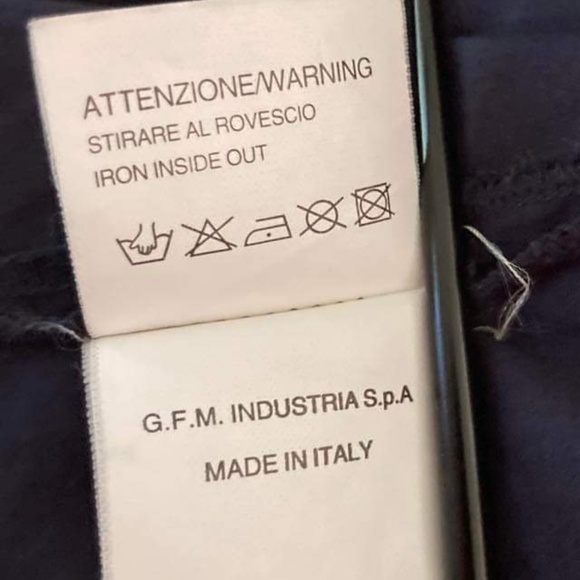 ATTENZIONE/WARNING
STIRARE AL ROVESCIO
IRON INSIDE OUT
G.F.M. INDUSTRIA S.p.A
MADE IN ITALY